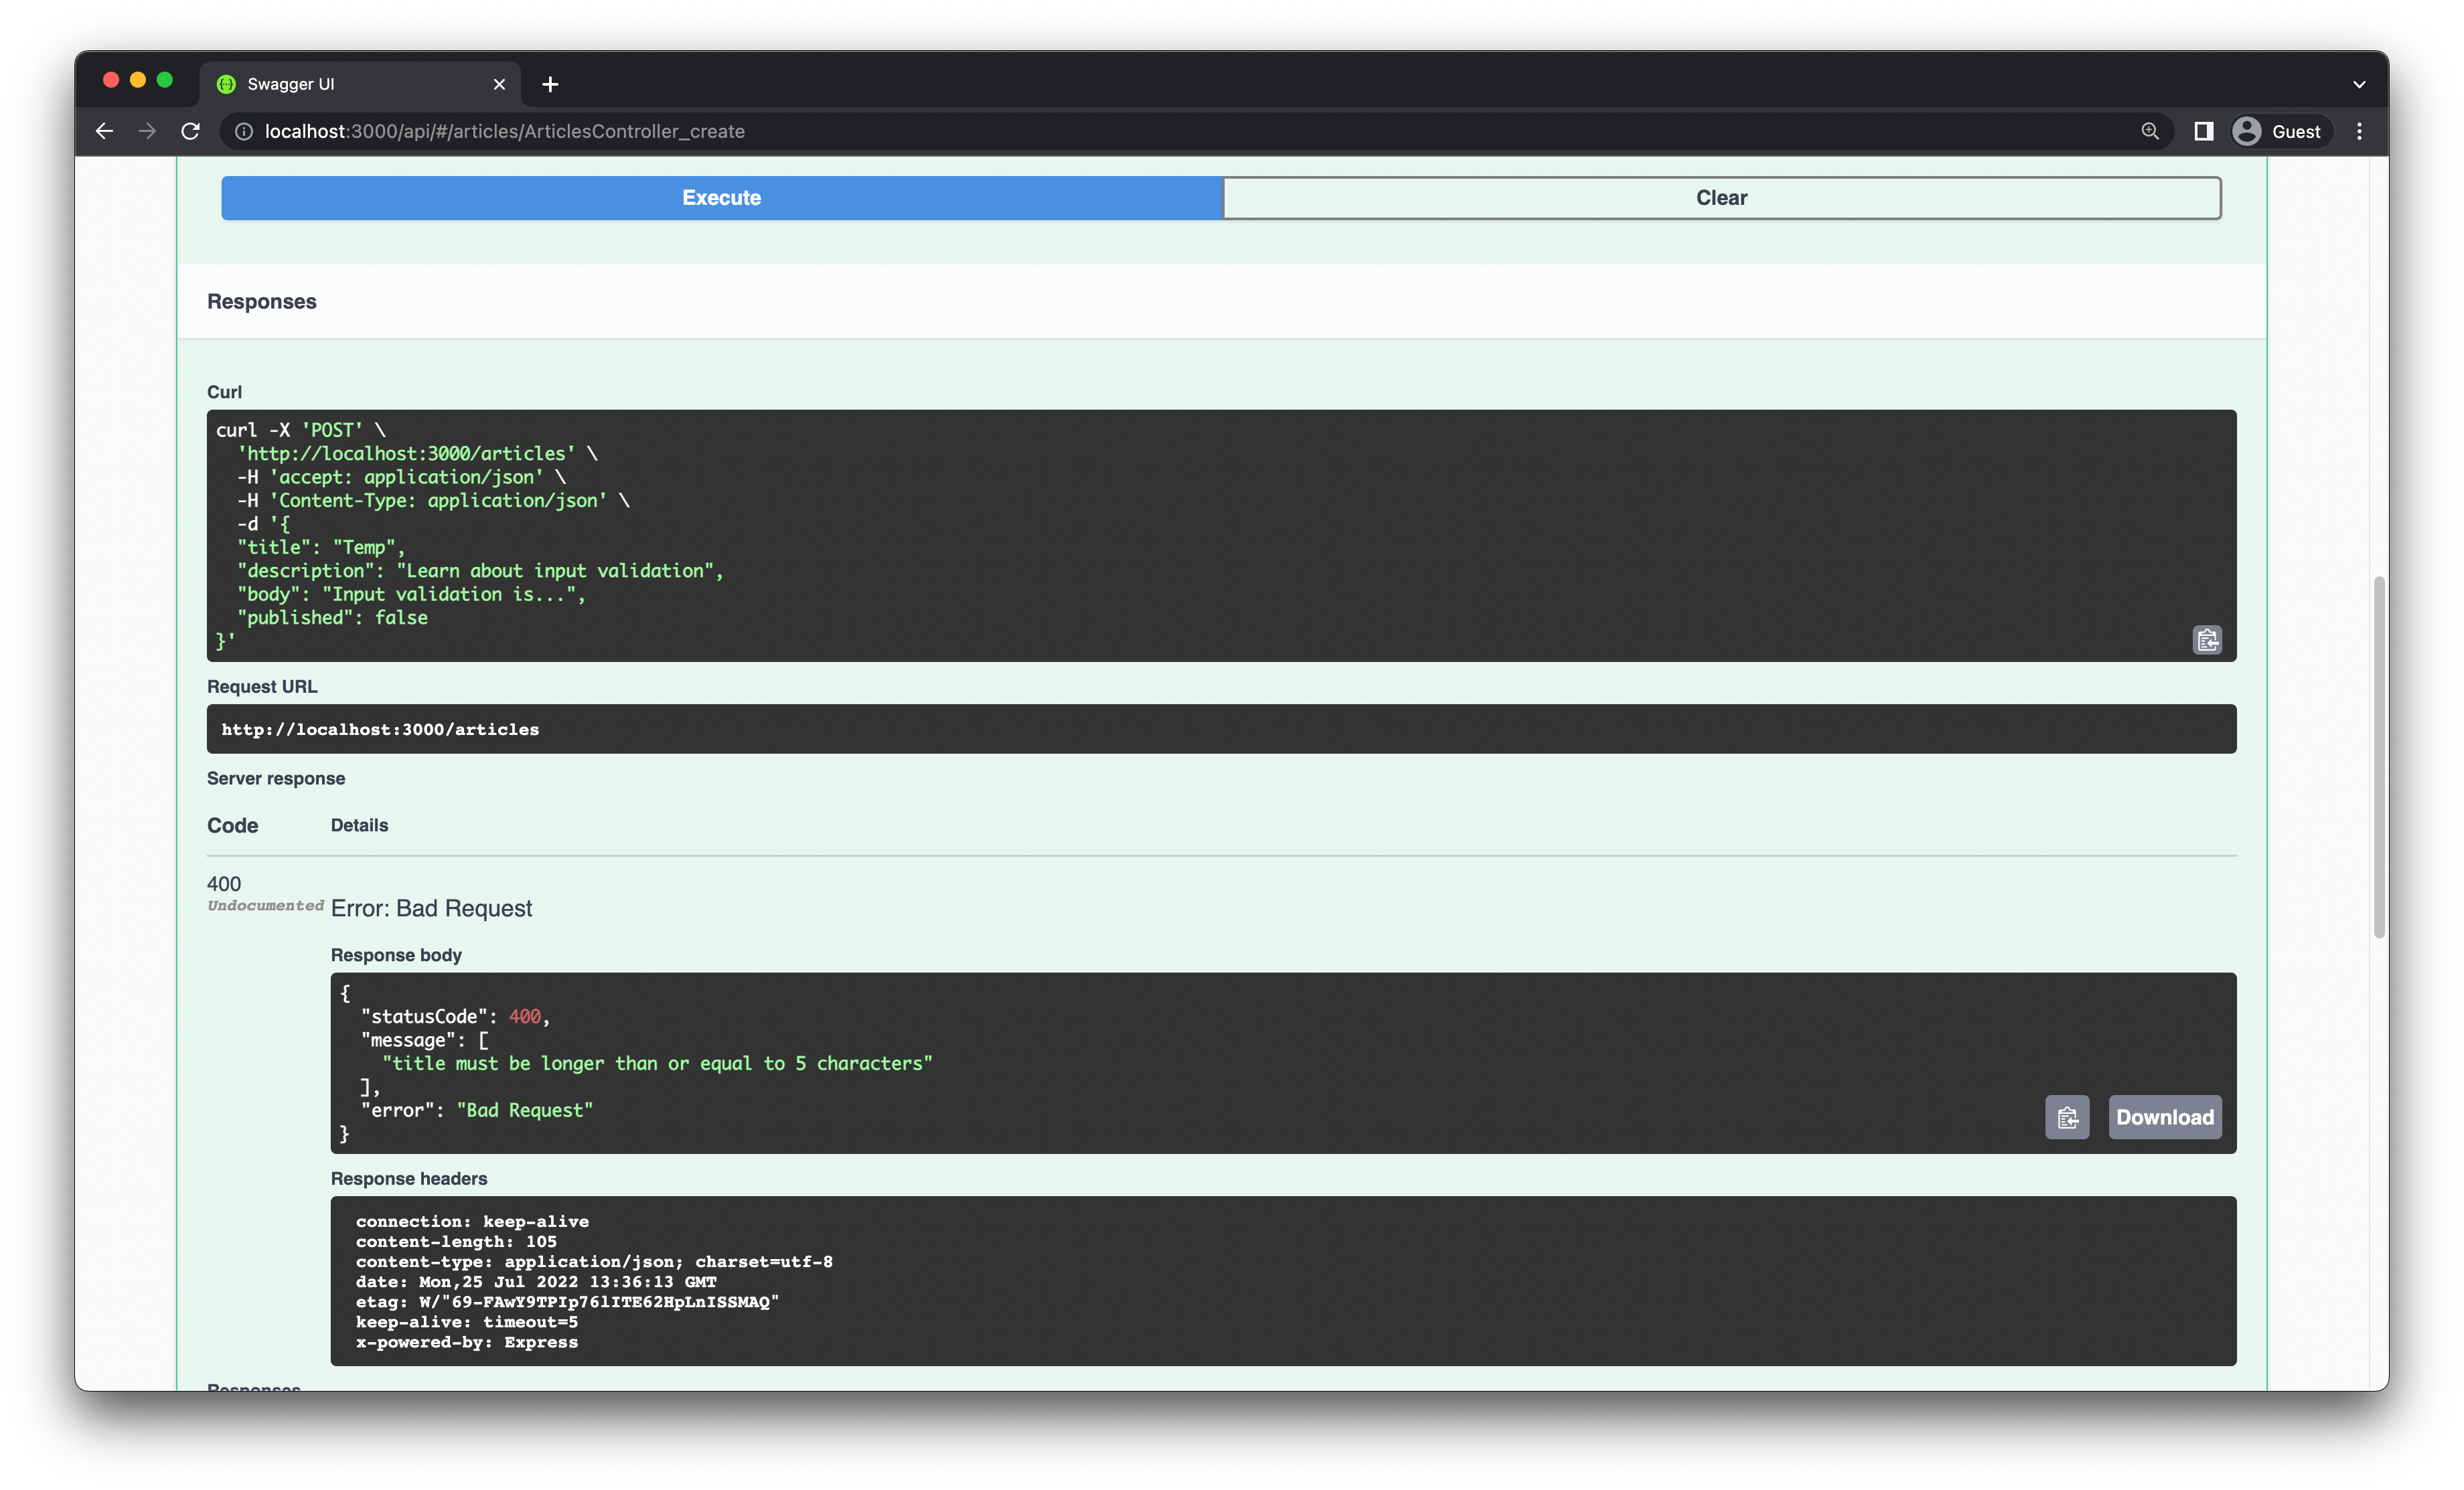 Swagger UI
localhost:3000/api/#/articles/ArticlesController_create
Guest
Execute
Clear
Responses
Curl
curl -X 'POST' \
  'http://localhost:3000/articles' \
  -H 'accept: application/json' \
  -H 'Content-Type: application/json' \
  -d '{
  "title": "Temp",
  "description": "Learn about input validation",
  "body": "Input validation is...",
  "published": false
}'
Request URL
http://localhost:3000/articles
Server response
Code Details
400
Undocumented
Error: Bad Request
Response body
{
  "statusCode": 400,
  "message": [
    "title must be longer than or equal to 5 characters"
  ],
  "error": "Bad Request"
}
Download
Response headers
connection: keep-alive
content-length: 105
content-type: application/json; charset=utf-8
date: Mon,25 Jul 2022 13:36:13 GMT
etag: W/"69-FAwY9TPIp76lITE62HpLnISSMAQ"
keep-alive: timeout=5
x-powered-by: Express
Responses